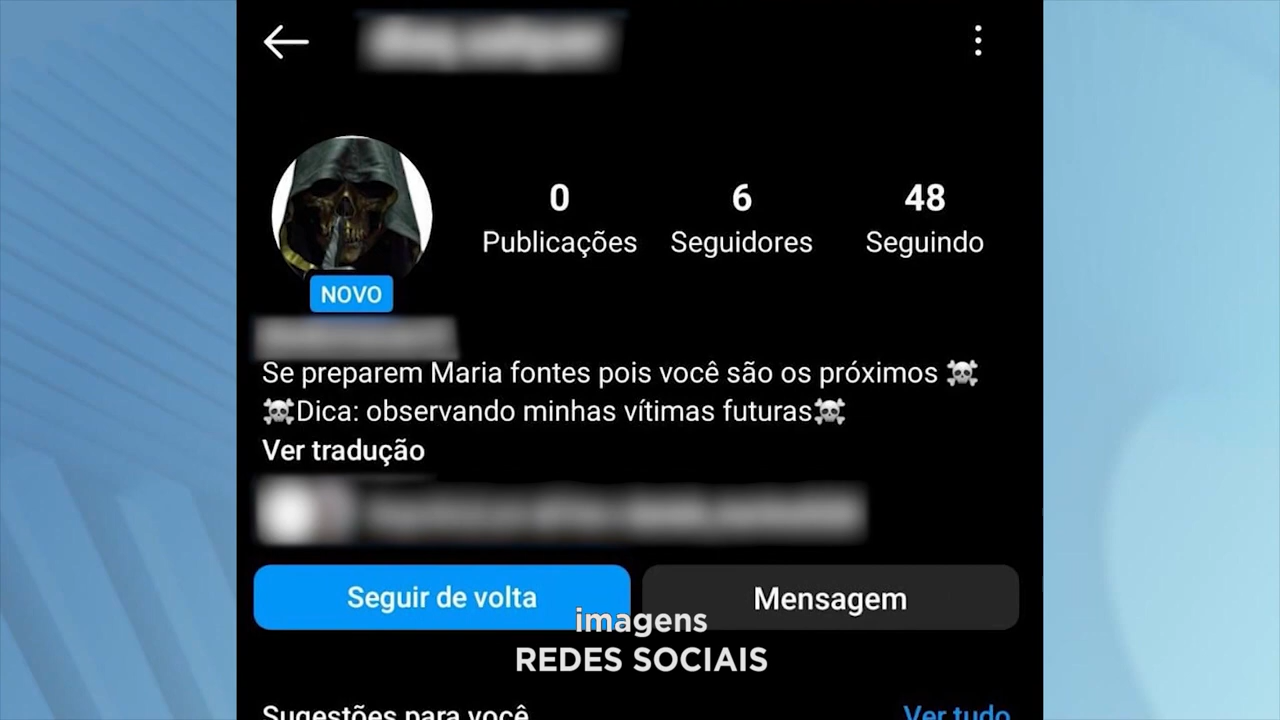 0 6 48
Publicações Seguidores Seguindo
NOVO
Se preparem Maria fontes pois você são os próximos ☠️
☠️Dica: observando minhas vítimas futuras☠️
Ver tradução
Seguir de volta Mensagem
imagens
REDES SOCIAIS
Sugestões para você Ver tudo